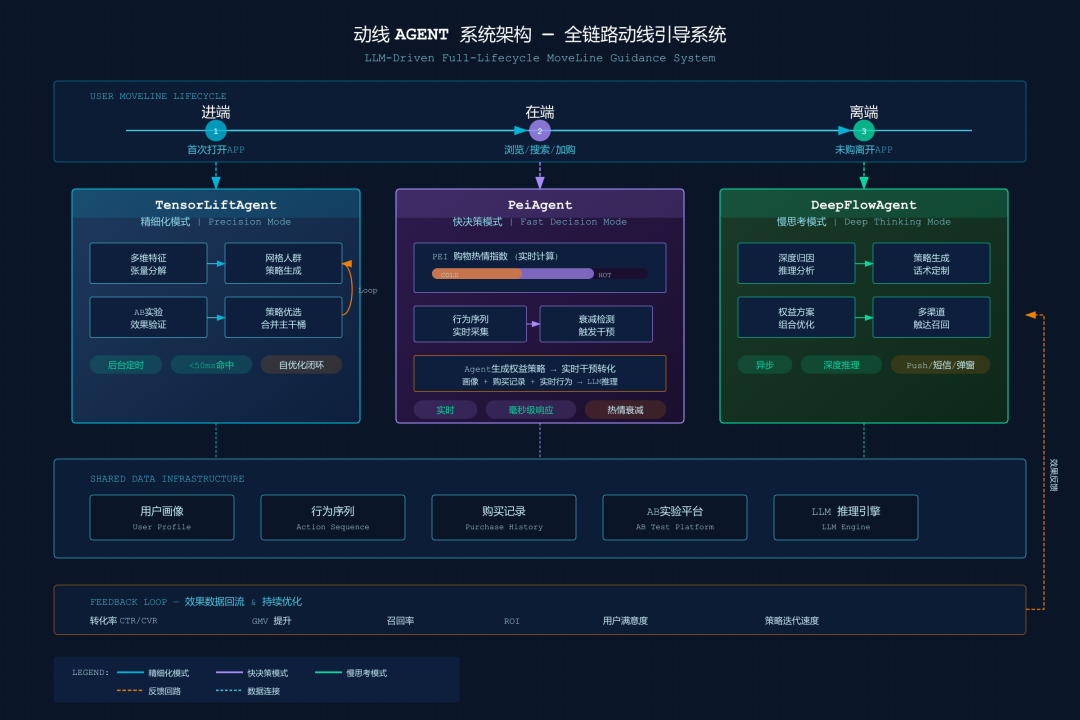 动线 AGENT 系统架构 — 全链路动线引导系统
LLM-Driven Full-Lifecycle MoveLine Guidance System
USER MOVELINE LIFECYCLE
进端
在端
离端
1
2
3
首次打开APP
浏览/搜索/加购
未购离开APP
TensorLiftAgent
精细化模式 | Precision Mode
多维特征
张量分解
网格人群
策略生成
AB实验
效果验证
策略优选
合并主干桶
Loop
后台定时
<50ms命中
自优化闭环
PeiAgent
快决策模式 | Fast Decision Mode
PEI 购物热情指数 (实时计算)
COLD
HOT
行为序列
实时采集
衰减检测
触发干预
Agent生成权益策略 → 实时干预转化
画像 + 购买记录 + 实时行为 → LLM推理
实时
毫秒级响应
热情衰减
DeepFlowAgent
慢思考模式 | Deep Thinking Mode
深度归因
推理分析
策略生成
话术定制
权益方案
组合优化
多渠道
触达召回
异步
深度推理
Push/短信/弹窗
效果反馈
SHARED DATA INFRASTRUCTURE
用户画像
User Profile
行为序列
Action Sequence
购买记录
Purchase History
AB实验平台
AB Test Platform
LLM 推理引擎
LLM Engine
FEEDBACK LOOP — 效果数据回流 & 持续优化
转化率 CTR/CVR
GMV 提升
召回率
ROI
用户满意度
策略迭代速度
LEGEND:
精细化模式
快决策模式
慢思考模式
反馈回路
数据连接